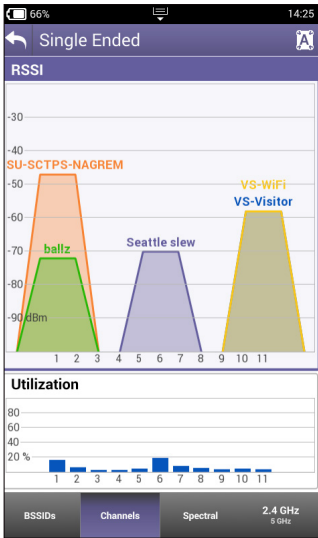 66%
14:25
Single Ended
A
RSSI
-30
-40
SU-SCTPS-NAGREM
-50
VS-WiFi
VS-Visitor
-60
Seattle slew
ballz
-70
-80
-90 dBm
1 2 3 4 5 6 7 8 9 10 11
Utilization
80
60
40
20 %
1 2 3 4 5 6 7 8 9 10 11
BSSIDs
Channels
Spectral
2.4 GHz
5 GHz